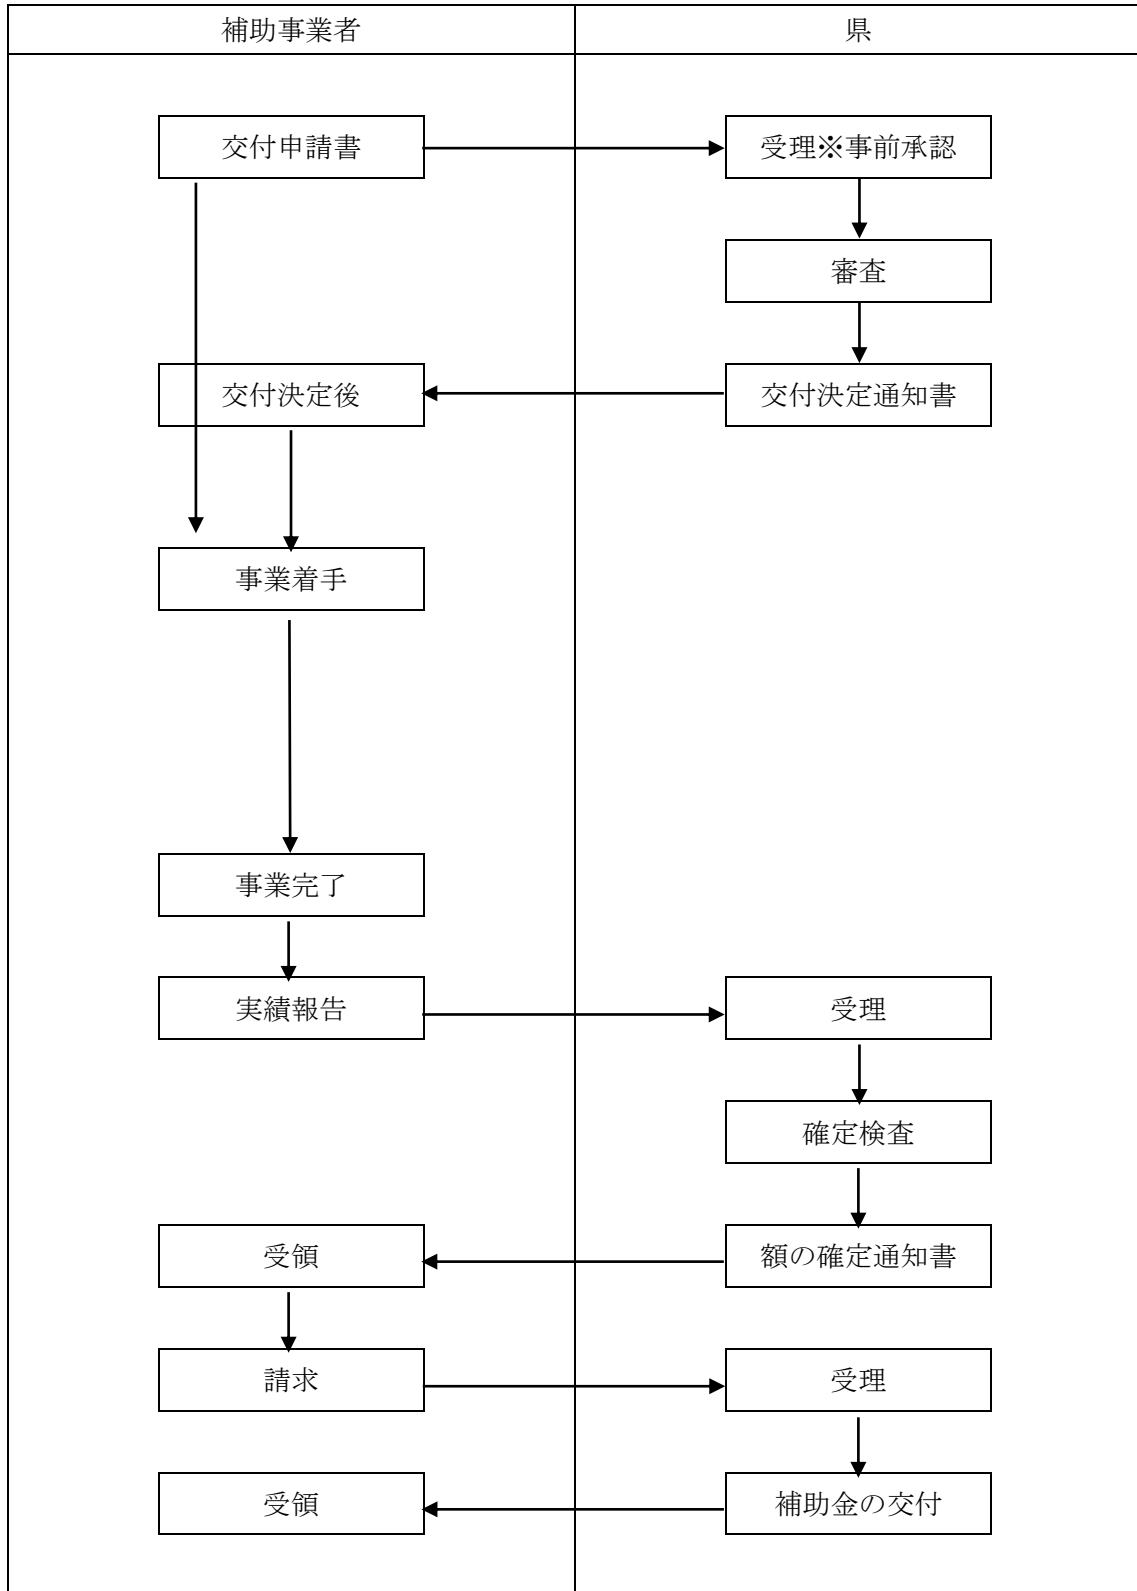 補助事業者
県
交付申請書
受理※事前承認
審査
交付決定後
交付決定通知書
事業着手
事業完了
実績報告
受理
確定検査
受領
額の確定通知書
請求
受理
受領
補助金の交付